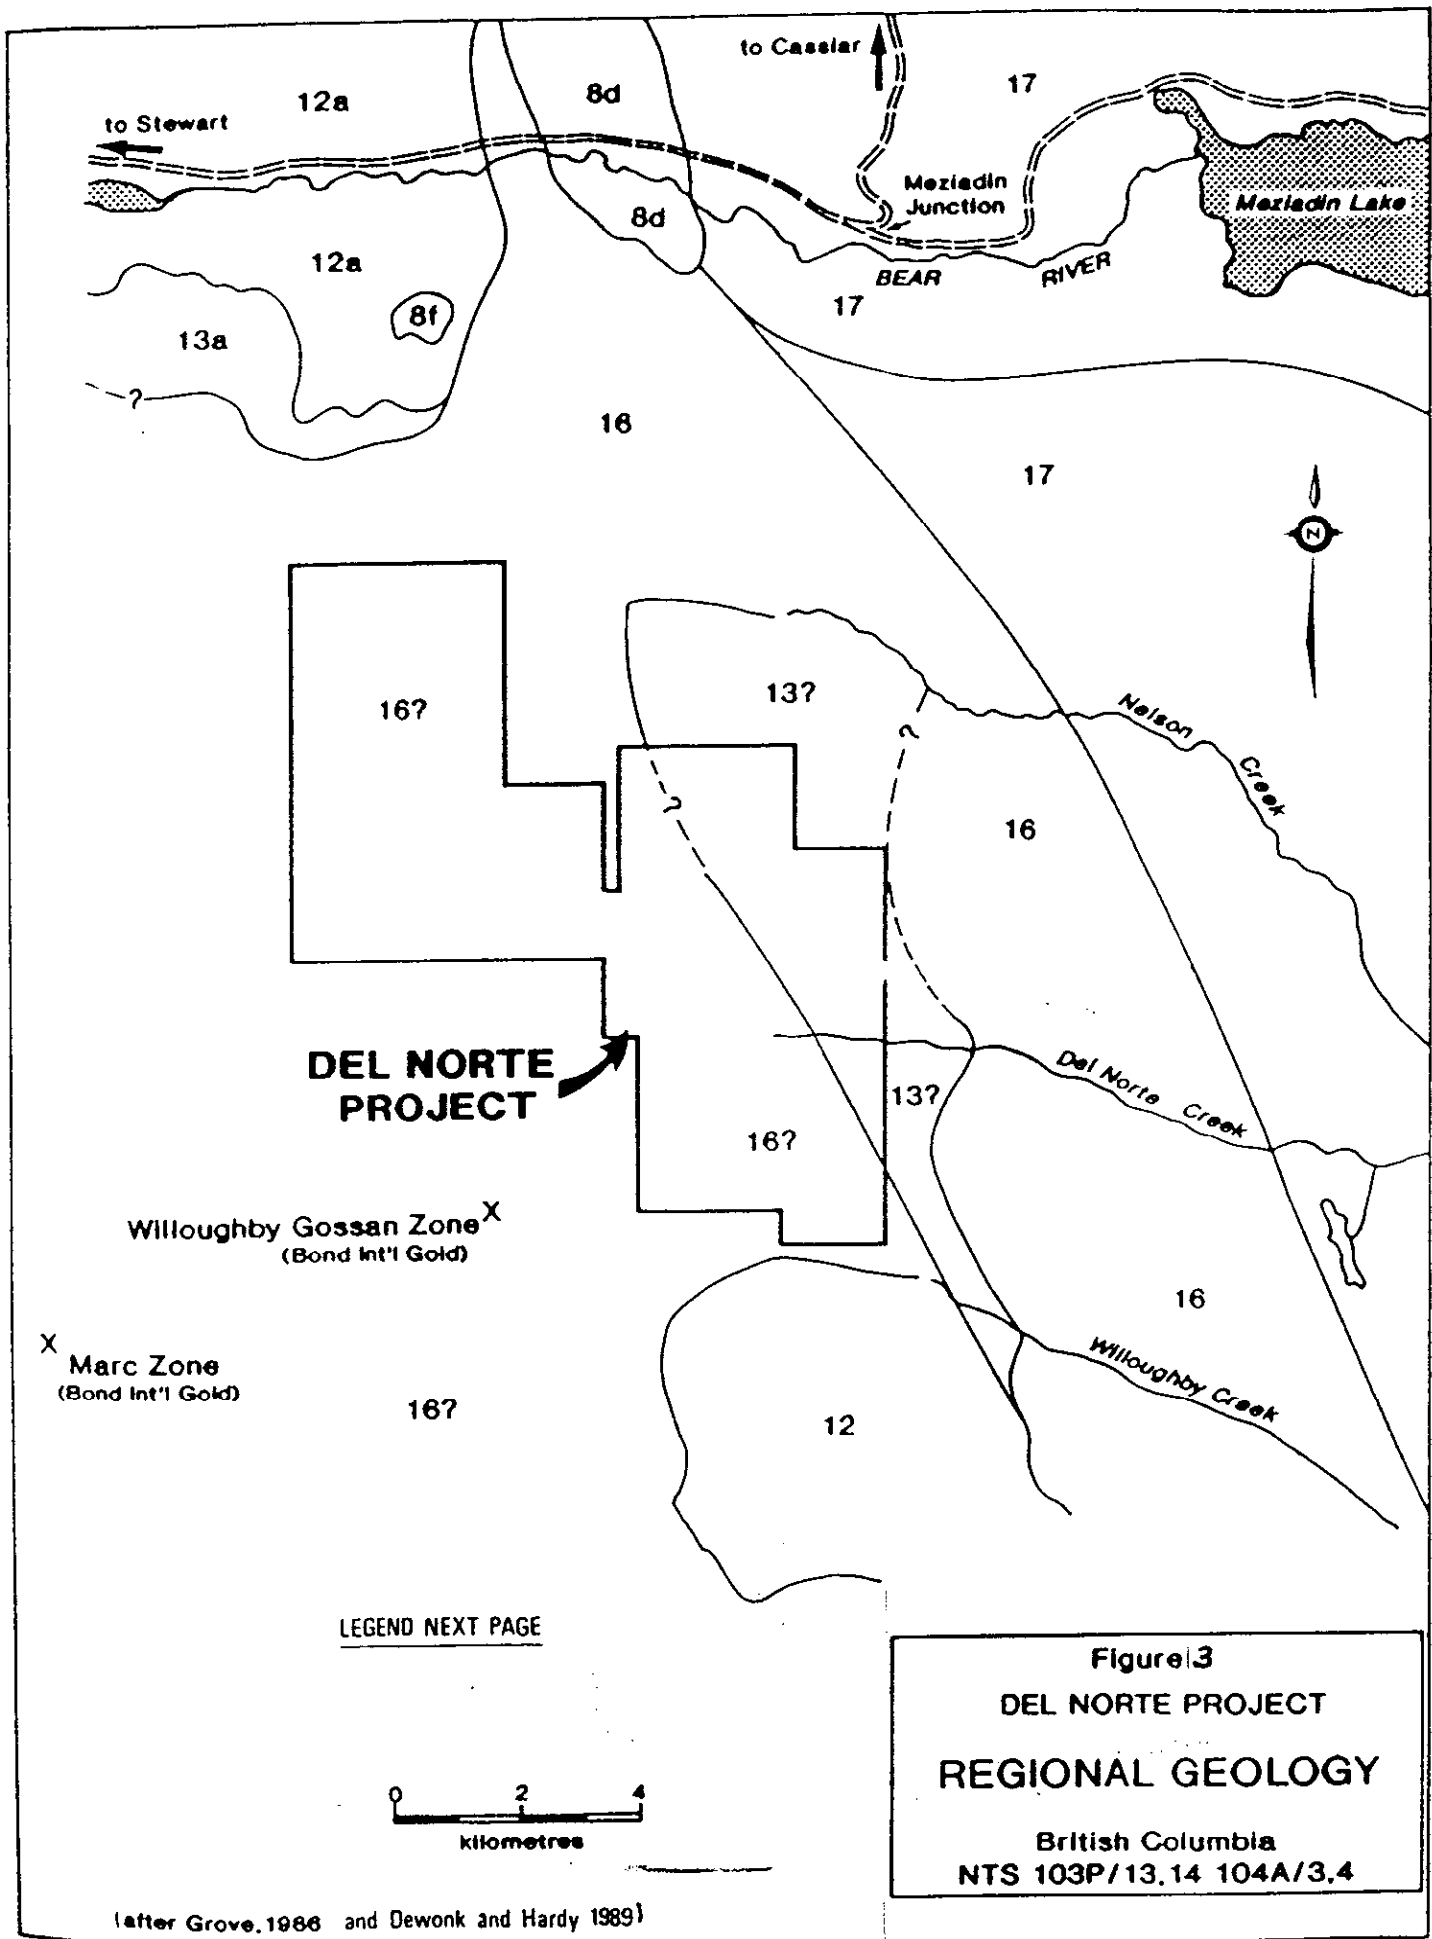 to Cassiar
12a
8d
17
to Stewart
Meziadin
Junction
Meziadin Lake
8d
12a
BEAR
RIVER
8f
17
13a
?
16
17
N
16?
13?
Nelson
Creek
?
?
16
DEL NORTE
PROJECT
Del Norte Creek
13?
16?
Willoughby Gossan Zone X
(Bond Int'l Gold)
16
X
Marc Zone
(Bond Int'l Gold)
Willoughby Creek
16?
12
LEGEND NEXT PAGE
Figure 3
DEL NORTE PROJECT
REGIONAL GEOLOGY
British Columbia
NTS 103P/13,14 104A/3,4
0 2 4
kilometres
(after Grove, 1986 and Dewonk and Hardy 1989)